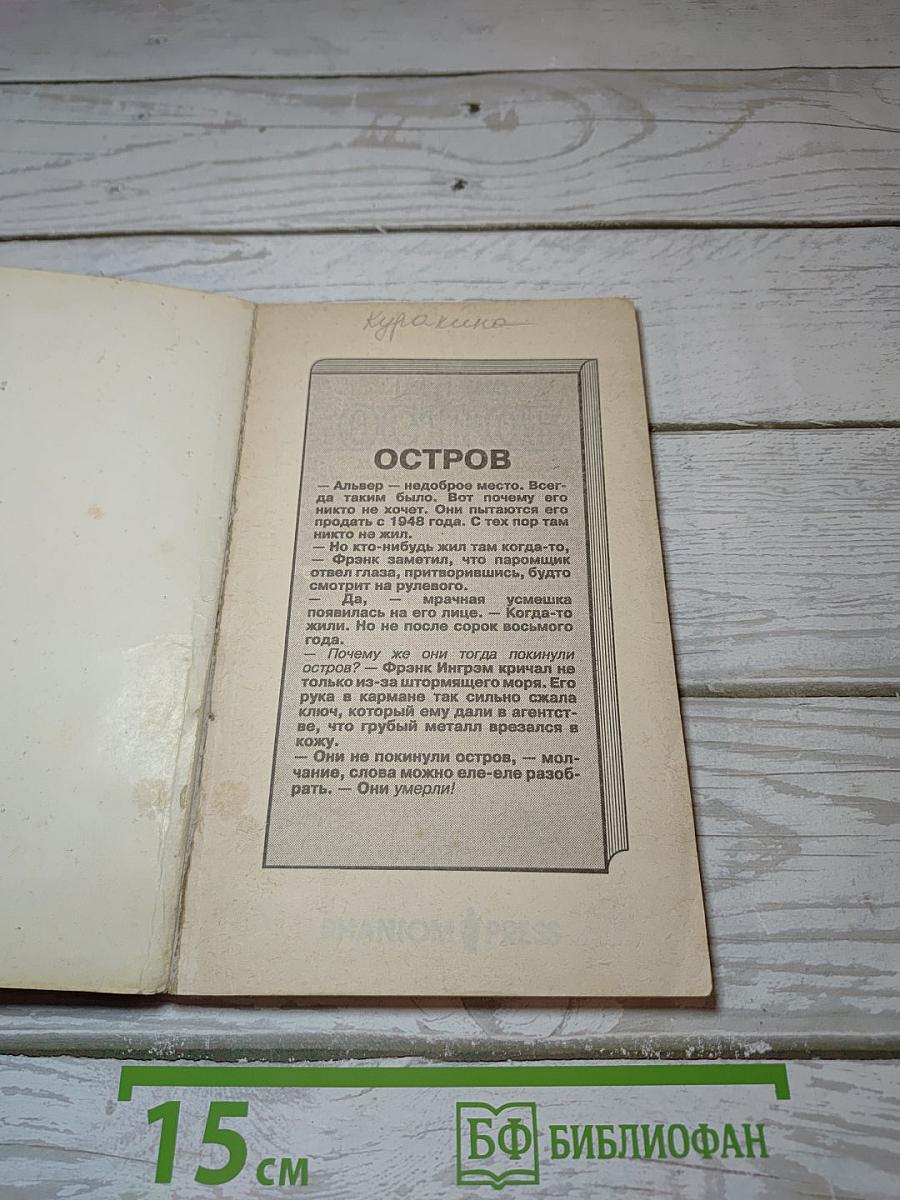 Куракина
ОСТРОВ
— Альвер — недоброе место. Всег-
да таким было. Вот почему его
никто не хочет. Они пытаются его
продать с 1948 года. С тех пор там
никто не жил.
— Но кто-нибудь жил там когда-то,
— Фрэнк заметил, что паромщик
отвел глаза, притворившись, будто
смотрит на рулевого.
— Да, — мрачная усмешка
появилась на его лице. — Когда-то
жили. Но не после сорок восьмого
года.
— Почему же они тогда покинули
остров? — Фрэнк Ингрэм кричал не
только из-за штормящего моря. Его
рука в кармане так сильно сжала
ключ, который ему дали в агентст-
ве, что грубый металл врезался в
кожу.
— Они не покинули остров, — мол-
чание, слова можно еле-еле разоб-
рать. — Они умерли!
PHANTOM PRESS
15 см
БФ БИБЛИОФАН